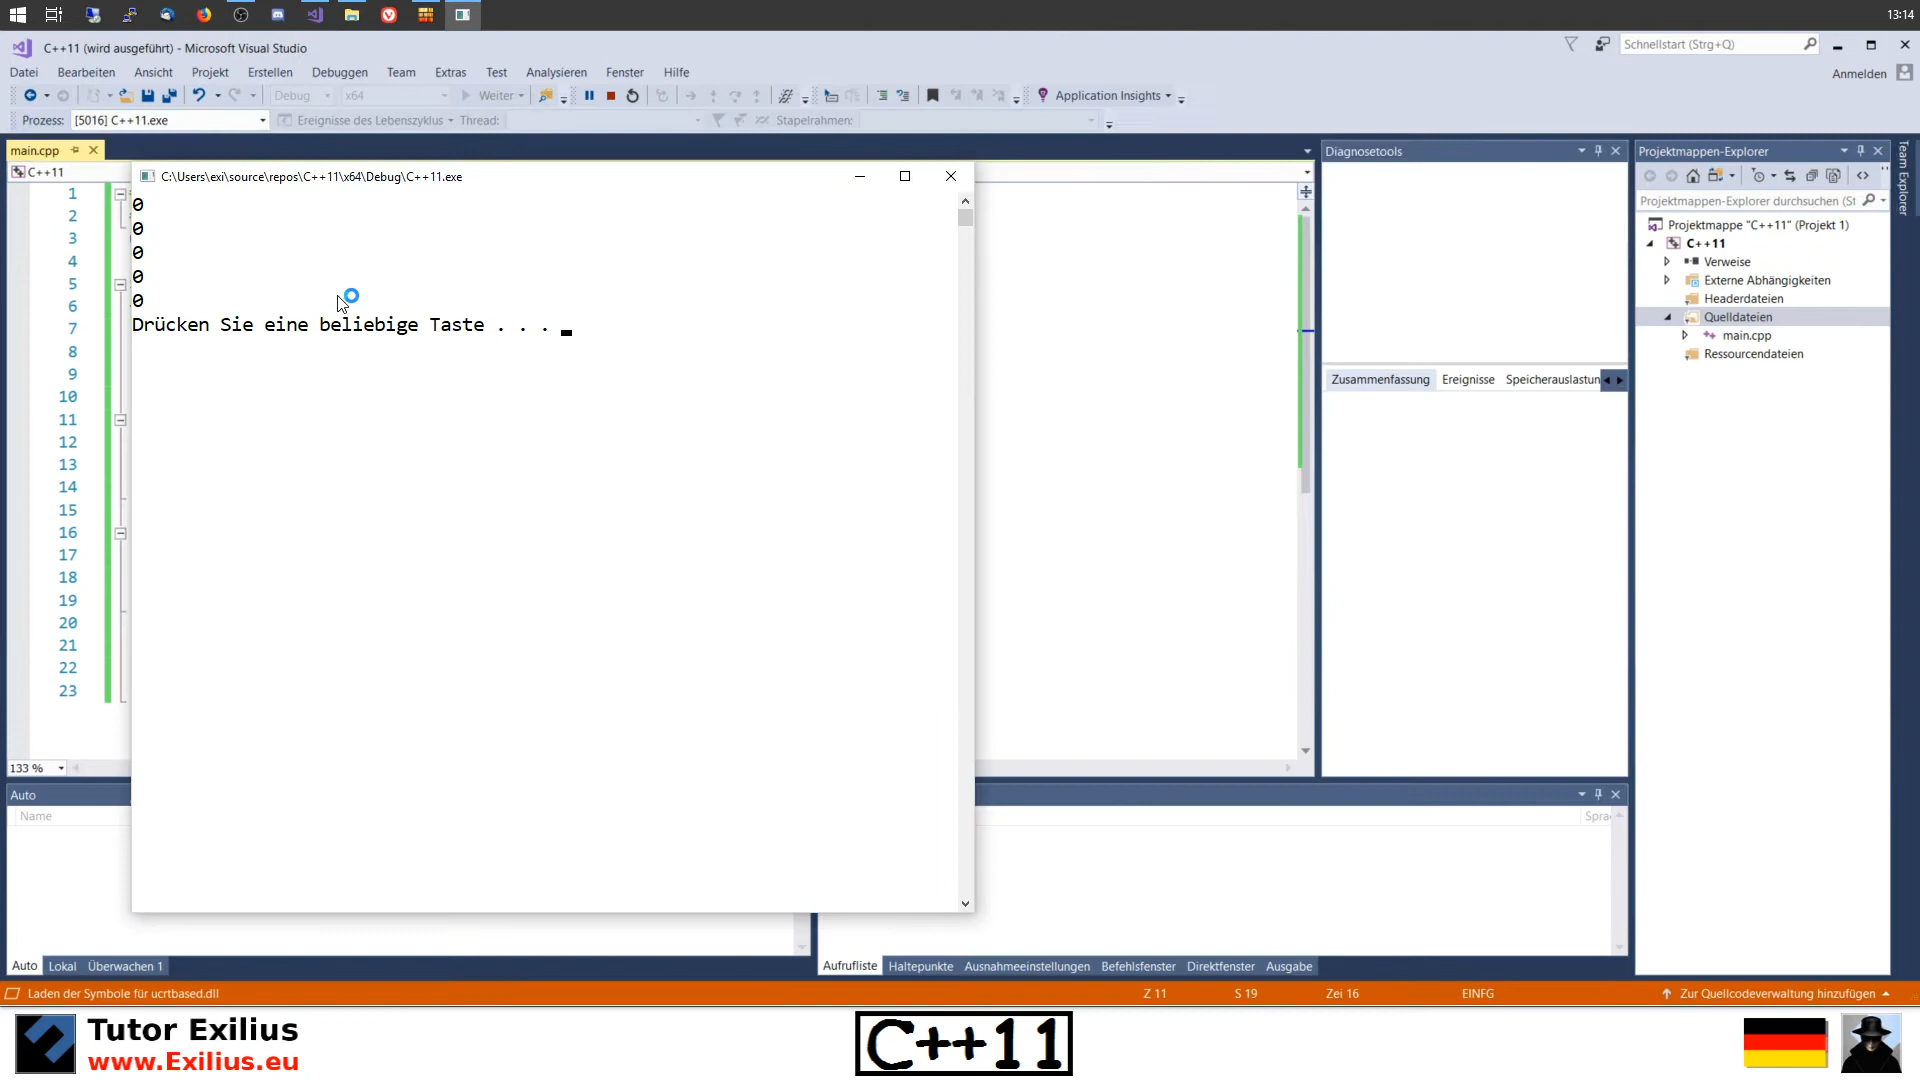 13:14
C++11 (wird ausgeführt) - Microsoft Visual Studio
Schnellstart (Strg+Q)
Datei Bearbeiten Ansicht Projekt Erstellen Debuggen Team Extras Test Analysieren Fenster Hilfe
Anmelden
Debug x64 Weiter Application Insights
Prozess: [5016] C++11.exe Ereignisse des Lebenszyklus Thread: Stapelrahmen:
main.cpp
C++11
C:\Users\exi\source\repos\C++11\x64\Debug\C++11.exe
0
0
0
0
0
Drücken Sie eine beliebige Taste . . .
1
2
3
4
5
6
7
8
9
10
11
12
13
14
15
16
17
18
19
20
21
22
23
133 %
Diagnosetools
Zusammenfassung Ereignisse Speicherauslastun
Projektmappen-Explorer
Projektmappen-Explorer durchsuchen (St
Projektmappe "C++11" (Projekt 1)
C++11
Verweise
Externe Abhängigkeiten
Headerdateien
Quelldateien
main.cpp
Ressourcendateien
Team Explorer
Auto
Name
Sprac
Auto Lokal Überwachen 1
Aufrufliste Haltepunkte Ausnahmeeinstellungen Befehlsfenster Direktfenster Ausgabe
Laden der Symbole für ucrtbased.dll
Z 11 S 19 Zei 16 EINFG
Zur Quellcodeverwaltung hinzufügen
Tutor Exilius
www.Exilius.eu
C++11